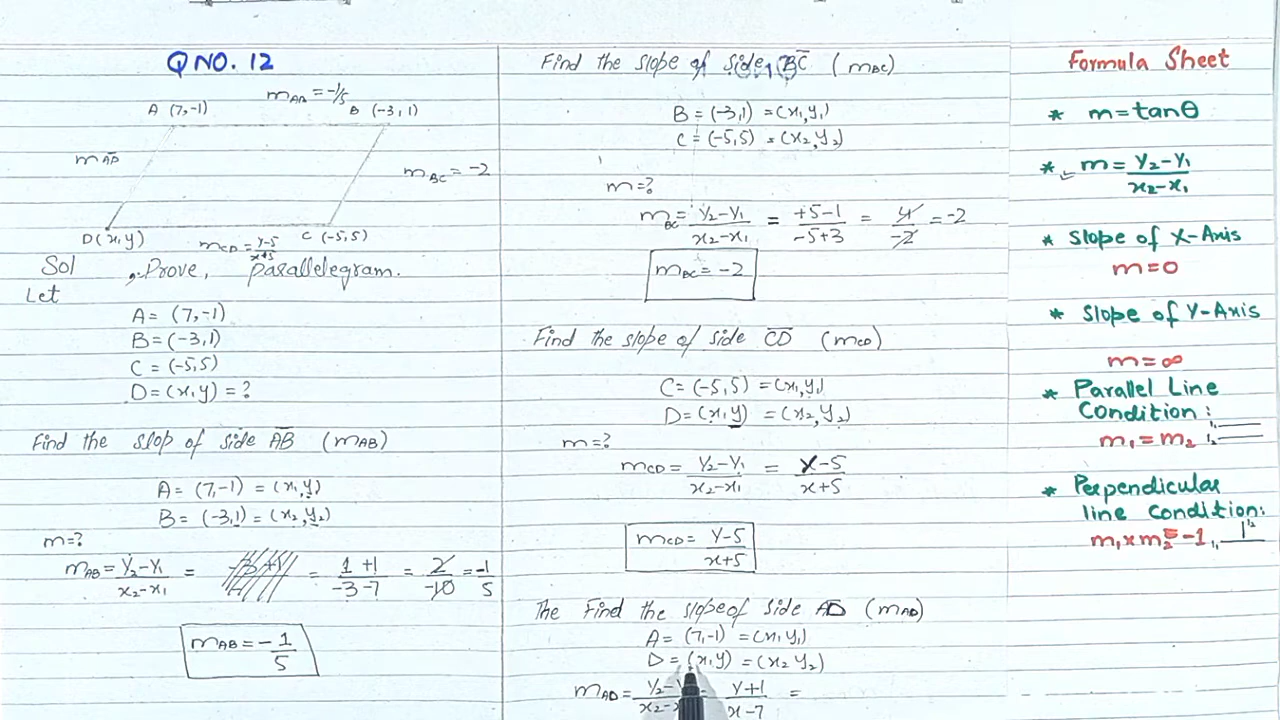 Q NO. 12
A (7,-1)
m_AB = -1/5
B (-3, 1)
m_AD
m_BC = -2
D(x,y)
m_CD = y-5/x+5
C (-5,5)
Sol
Prove, parallelegram.
Let
A = (7,-1)
B = (-3,1)
C = (-5,5)
D = (x,y) = ?
Find the slop of side A̅B̅ (m_AB)
A = (7,-1) = (x₁,y)
B = (-3,1) = (x₂,y₂)
m=?
m_AB = y₂-y₁/x₂-x₁ = = 1+1/-3-7 = 2/-10 = -1/5
m_AB = -1/5
Find the slope of side B̅C̅ (m_BC)
B = (-3,1) = (x₁,y₁)
C = (-5,5) = (x₂,y₂)
m=?
m_BC = y₂-y₁/x₂-x₁ = +5-1/-5+3 = 4/-2 = -2
m_BC = -2
Find the slope of side C̅D̅ (m_CD)
C = (-5,5) = (x₁,y₁)
D = (x,y) = (x₂,y₂)
m=?
m_CD = y₂-y₁/x₂-x₁ = y-5/x+5
m_CD = y-5/x+5
The Find the slope of side A̅D̅ (m_AD)
A = (7,-1) = (x₁ y₁)
D = (x,y) = (x₂ y₂)
m_AD = y₂- = y+1/x-7 =
Formula Sheet
* m=tanθ
* m = y₂-y₁/x₂-x₁
* Slope of X-Axis
m=0
* Slope of Y-Axis
m=∞
* Parallel Line
Condition:
m₁=m₂
* Perpendicular
line condition:
m₁×m₂=-1